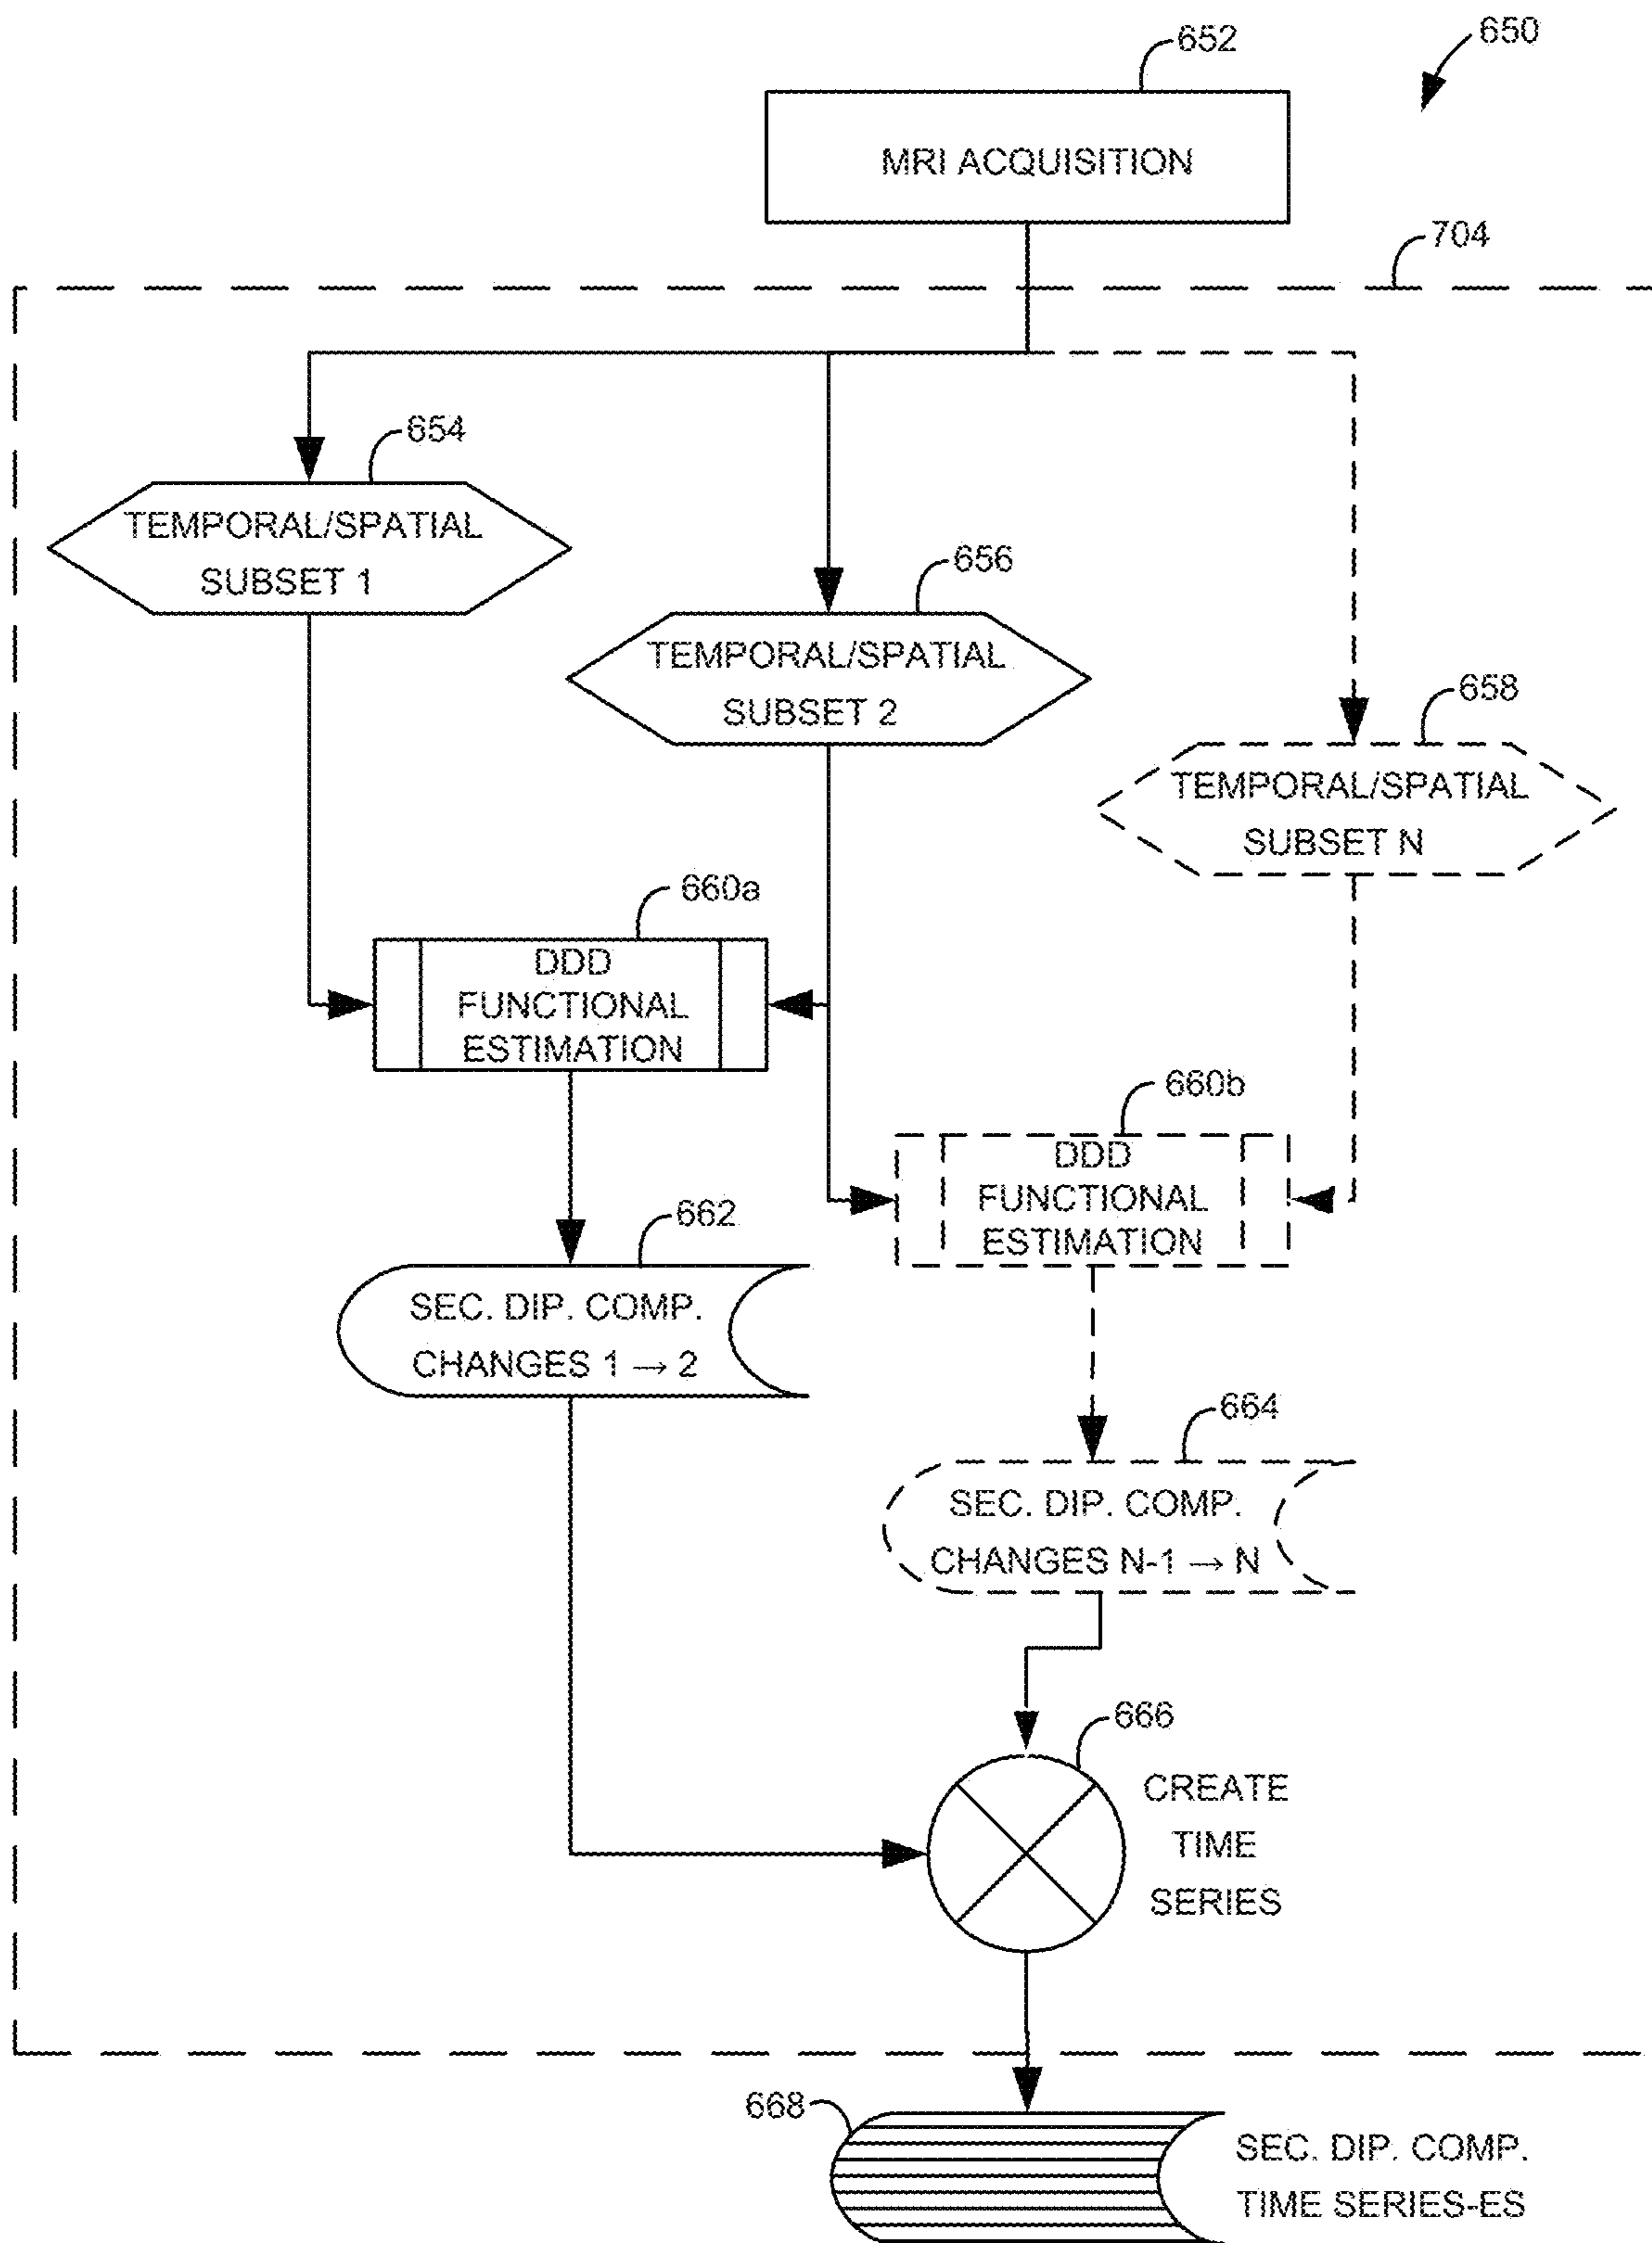 650
652
MRI ACQUISITION
704
654
TEMPORAL/SPATIAL
SUBSET 1
656
TEMPORAL/SPATIAL
SUBSET 2
658
TEMPORAL/SPATIAL
SUBSET N
660a
DDD
FUNCTIONAL
ESTIMATION
660b
DDD
FUNCTIONAL
ESTIMATION
662
SEC. DIP. COMP.
CHANGES 1 → 2
664
SEC. DIP. COMP.
CHANGES N-1 → N
666
CREATE
TIME
SERIES
668
SEC. DIP. COMP.
TIME SERIES-ES